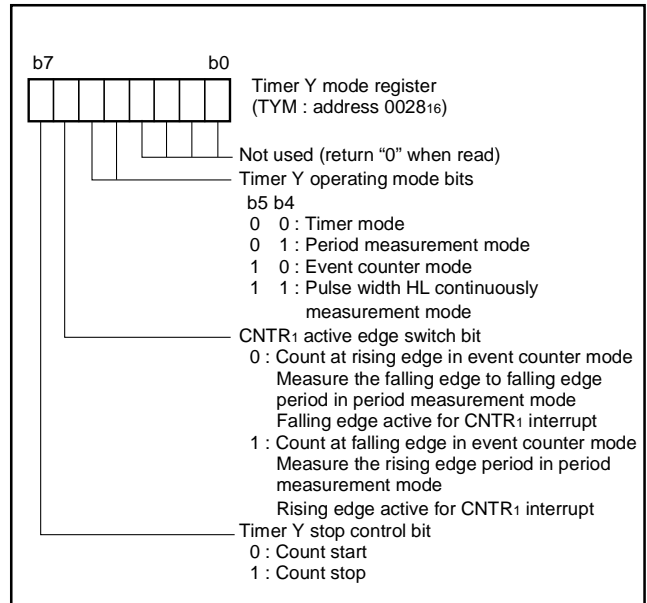 b7 b0
Timer Y mode register
(TYM : address 002816)
Not used (return “0” when read)
Timer Y operating mode bits
b5 b4
0 0 : Timer mode
0 1 : Period measurement mode
1 0 : Event counter mode
1 1 : Pulse width HL continuously
measurement mode
CNTR1 active edge switch bit
0 : Count at rising edge in event counter mode
Measure the falling edge to falling edge
period in period measurement mode
Falling edge active for CNTR1 interrupt
1 : Count at falling edge in event counter mode
Measure the rising edge period in period
measurement mode
Rising edge active for CNTR1 interrupt
Timer Y stop control bit
0 : Count start
1 : Count stop